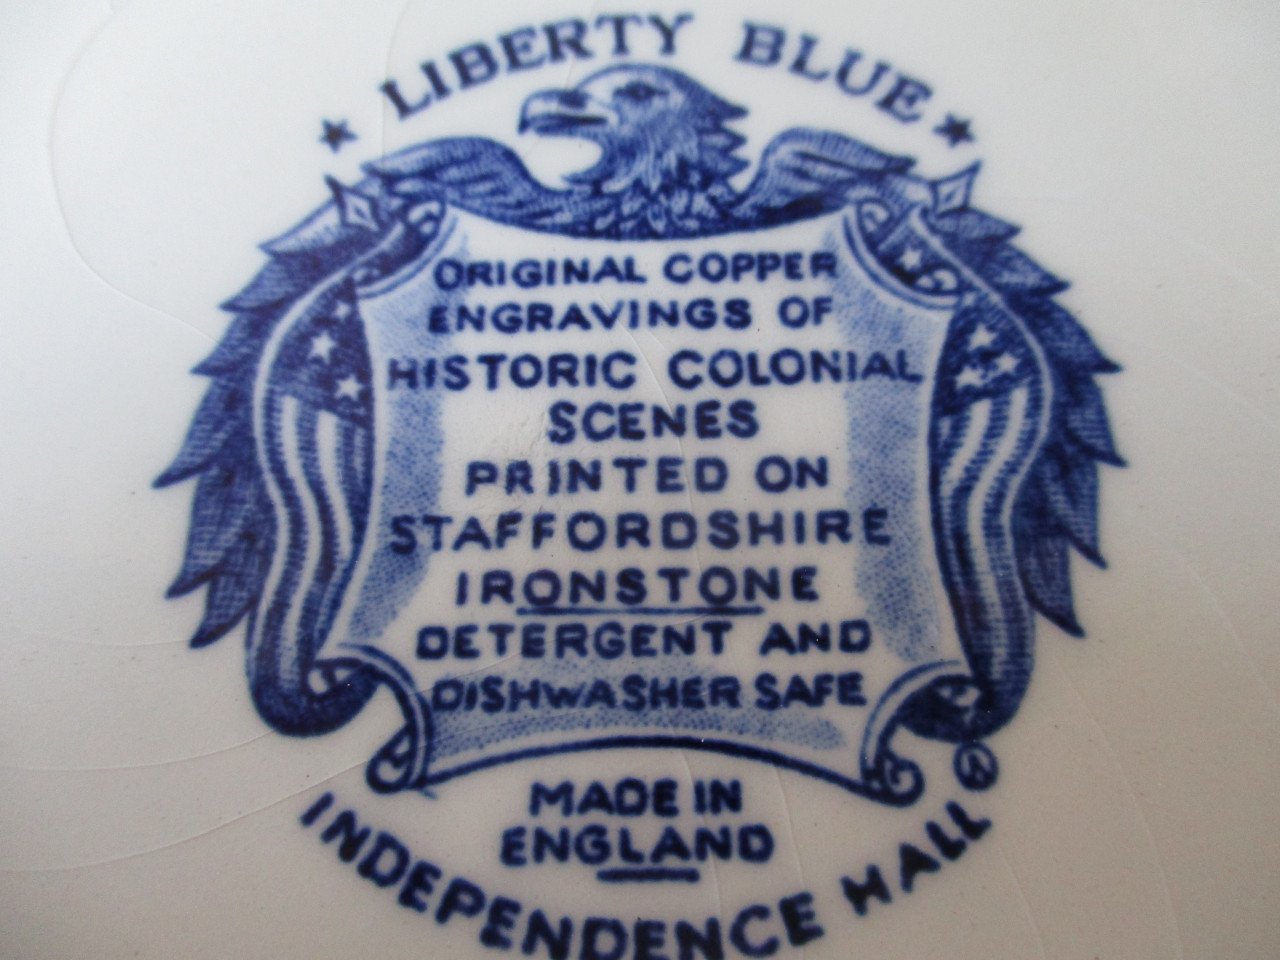 LIBERTY BLUE
ORIGINAL COPPER
ENGRAVINGS OF
HISTORIC COLONIAL
SCENES
PRINTED ON
STAFFORDSHIRE
IRONSTONE
DETERGENT AND
DISHWASHER SAFE
MADE IN
ENGLAND
INDEPENDENCE HALL®